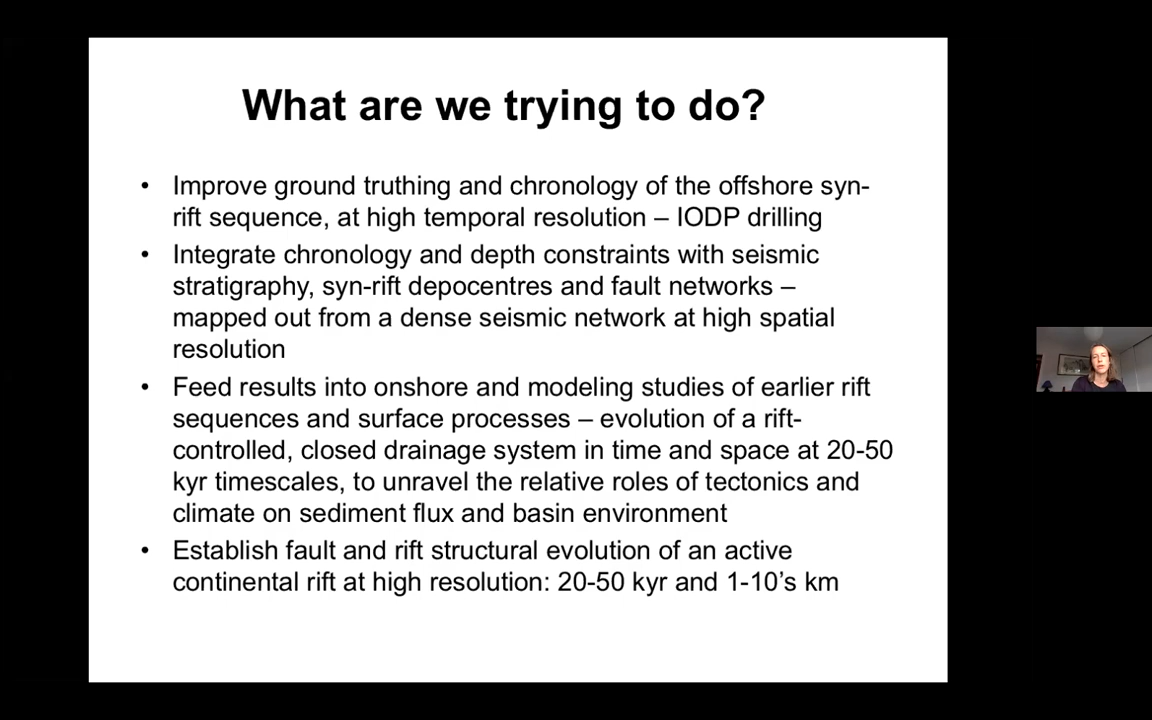 What are we trying to do?
• Improve ground truthing and chronology of the offshore syn-
rift sequence, at high temporal resolution – IODP drilling
• Integrate chronology and depth constraints with seismic
stratigraphy, syn-rift depocentres and fault networks –
mapped out from a dense seismic network at high spatial
resolution
• Feed results into onshore and modeling studies of earlier rift
sequences and surface processes – evolution of a rift-
controlled, closed drainage system in time and space at 20-50
kyr timescales, to unravel the relative roles of tectonics and
climate on sediment flux and basin environment
• Establish fault and rift structural evolution of an active
continental rift at high resolution: 20-50 kyr and 1-10’s km